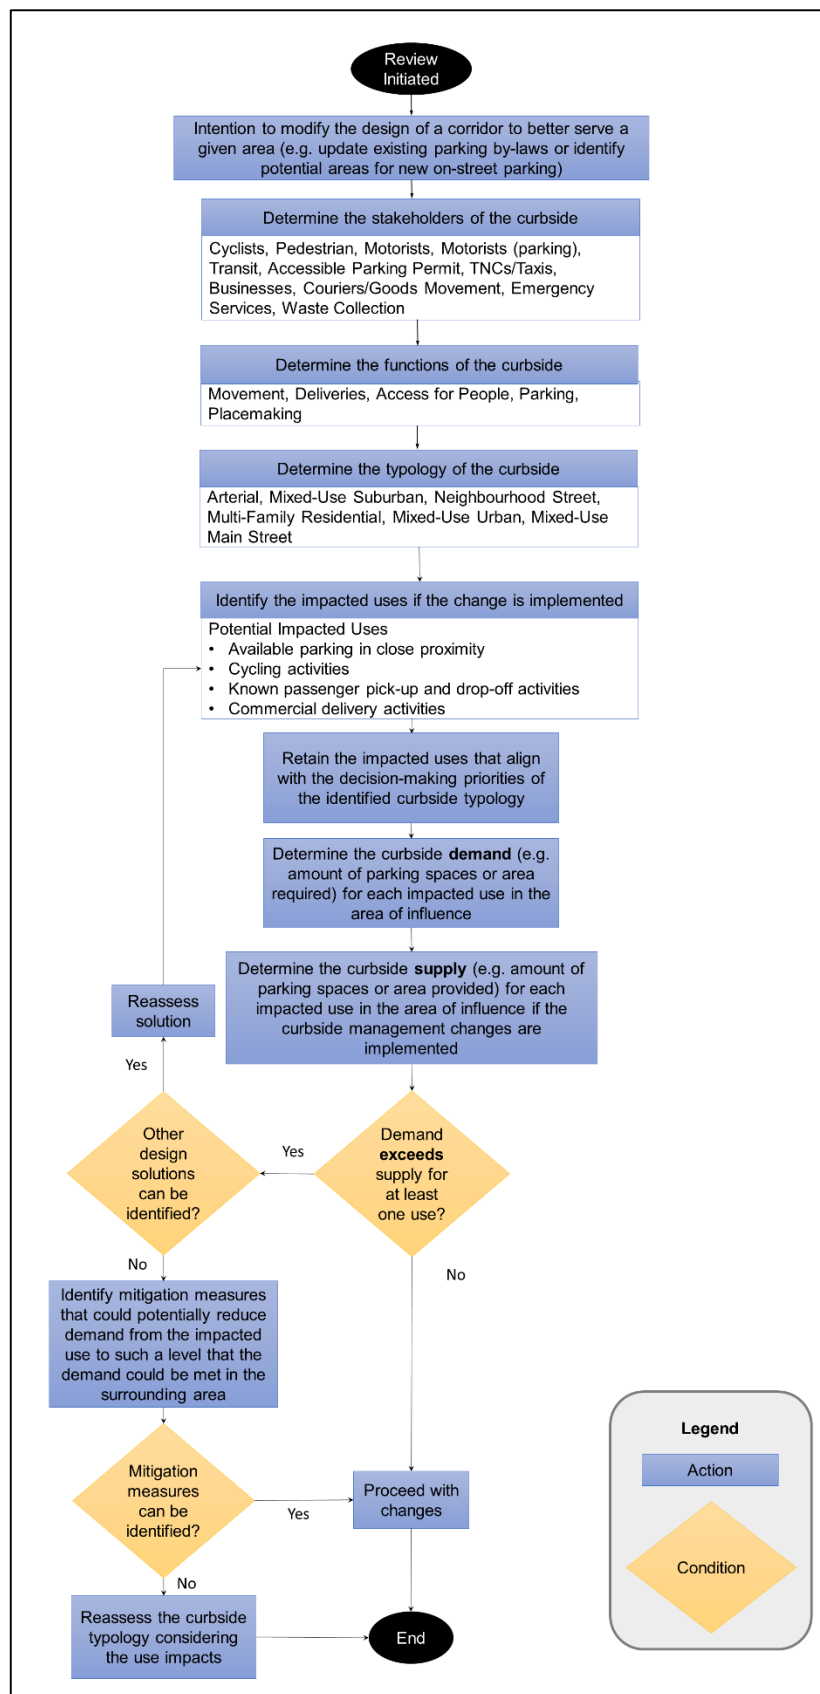 Review
Initiated
Intention to modify the design of a corridor to better serve a
given area (e.g. update existing parking by-laws or identify
potential areas for new on-street parking)
Determine the stakeholders of the curbside
Cyclists, Pedestrian, Motorists, Motorists (parking),
Transit, Accessible Parking Permit, TNCs/Taxis,
Businesses, Couriers/Goods Movement, Emergency
Services, Waste Collection
Determine the functions of the curbside
Movement, Deliveries, Access for People, Parking,
Placemaking
Determine the typology of the curbside
Arterial, Mixed-Use Suburban, Neighbourhood Street,
Multi-Family Residential, Mixed-Use Urban, Mixed-Use
Main Street
Identify the impacted uses if the change is implemented
Potential Impacted Uses
• Available parking in close proximity
• Cycling activities
• Known passenger pick-up and drop-off activities
• Commercial delivery activities
Retain the impacted uses that align
with the decision-making priorities of
the identified curbside typology
Determine the curbside demand (e.g.
amount of parking spaces or area
required) for each impacted use in the
area of influence
Determine the curbside supply (e.g. amount of
parking spaces or area provided) for each
impacted use in the area of influence if the
curbside management changes are
implemented
Reassess
solution
Yes
Other
design
solutions
can be
identified?
Yes
Demand
exceeds
supply for
at least
one use?
No
No
Identify mitigation measures
that could potentially reduce
demand from the impacted
use to such a level that the
demand could be met in the
surrounding area
Mitigation
measures
can be
identified?
Yes
Proceed with
changes
No
Reassess the curbside
typology considering
the use impacts
End
Legend
Action
Condition